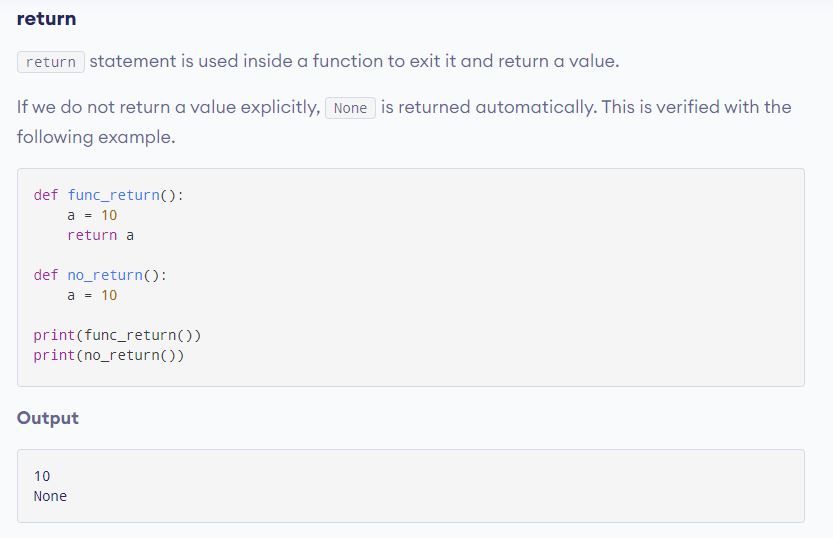 return
return statement is used inside a function to exit it and return a value.
If we do not return a value explicitly, None is returned automatically. This is verified with the
following example.
def func_return():
    a = 10
    return a
def no_return():
    a = 10
print(func_return())
print(no_return())
Output
10
None